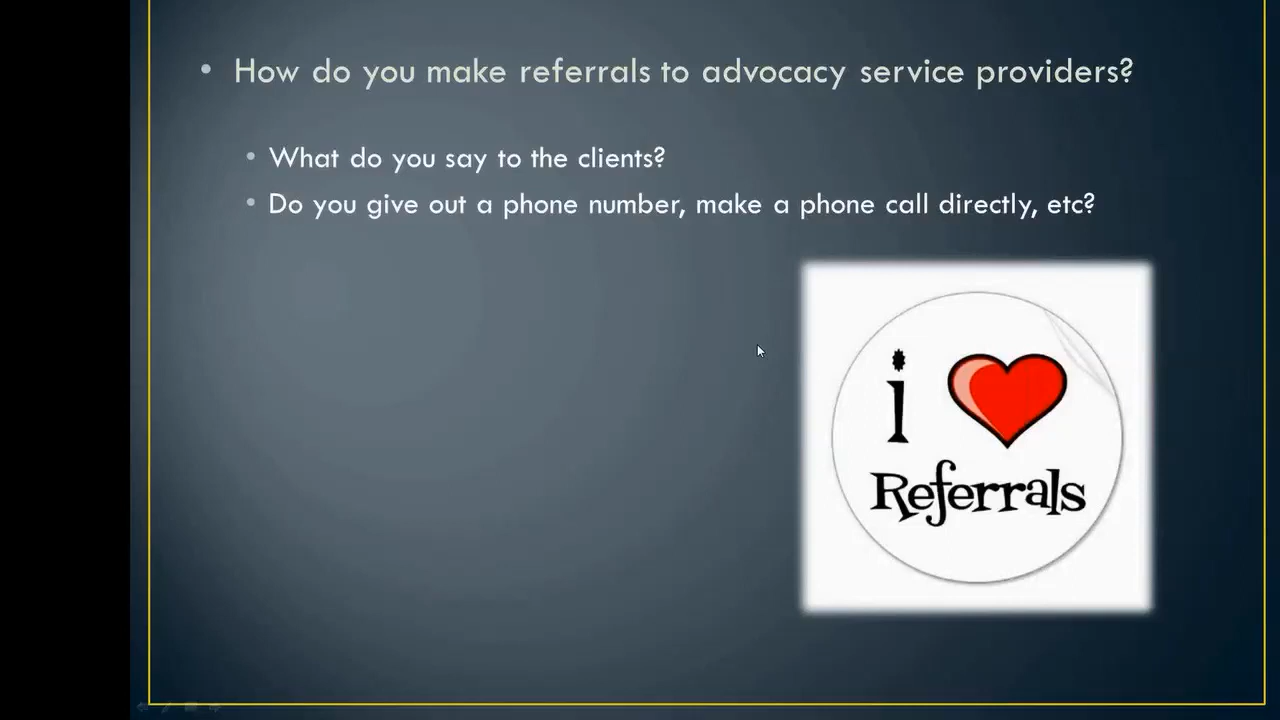 How do you make referrals to advocacy service providers?
What do you say to the clients?
Do you give out a phone number, make a phone call directly, etc?
i
Referrals